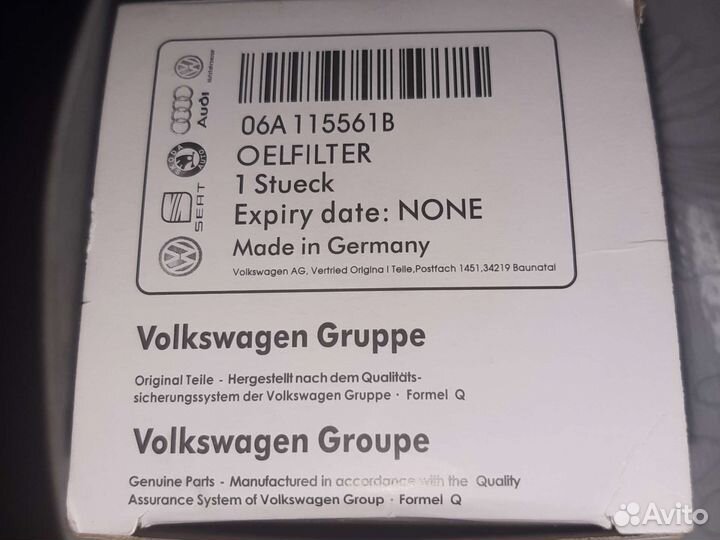 06A 115561B
OELFILTER
1 Stueck
Expiry date: NONE
Made in Germany
Volkswagen AG, Vertried Origina l Teile,Postfach 1451,34219 Baunatal
Audi
SKODA AUTO
SEAT
Volkswagen Gruppe
Original Teile - Hergestellt nach dem Qualitäts-
sicherungssystem der Volkswagen Gruppe · Formel Q
Volkswagen Groupe
Genuine Parts - Manufactured in accordance with the Quality
Assurance System of Volkswagen Group · Formel Q
Avito